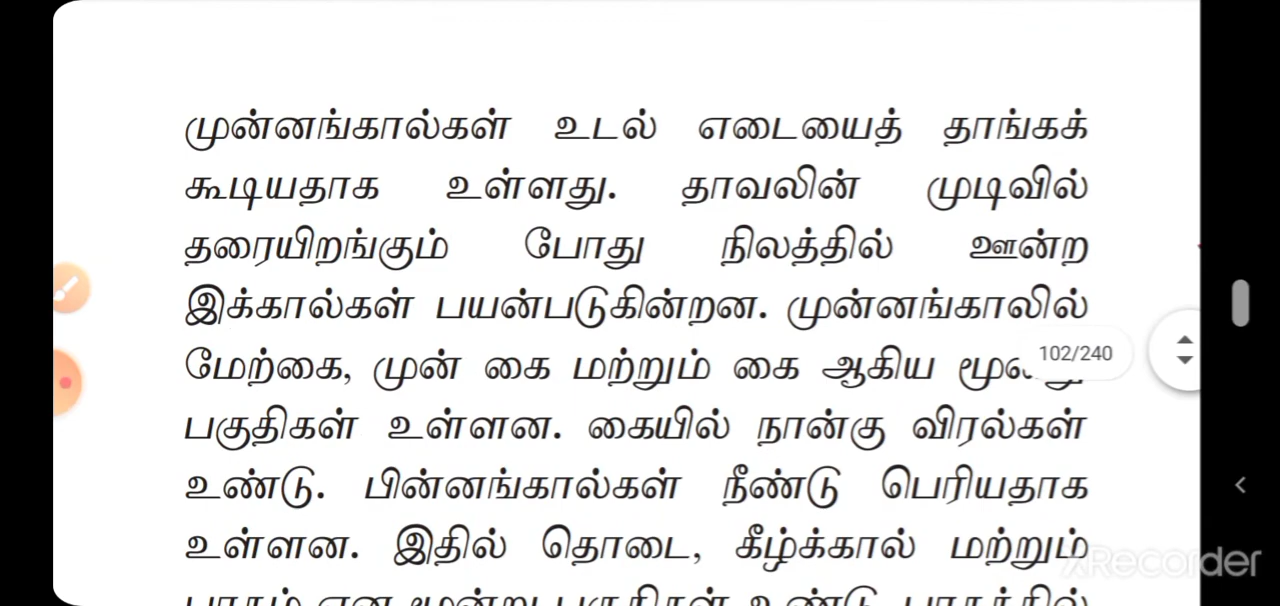 முன்னங்கால்கள் உடல் எடையைத் தாங்கக்
கூடியதாக உள்ளது. தாவலின் முடிவில்
தரையிறங்கும் போது நிலத்தில் ஊன்ற
இக்கால்கள் பயன்படுகின்றன. முன்னங்காலில்
மேற்கை, முன் கை மற்றும் கை ஆகிய
102/240
பகுதிகள் உள்ளன. கையில் நான்கு விரல்கள்
உண்டு. பின்னங்கால்கள் நீண்டு பெரியதாக
உள்ளன. இதில் தொடை, கீழ்க்கால் மற்றும்
XRecorder